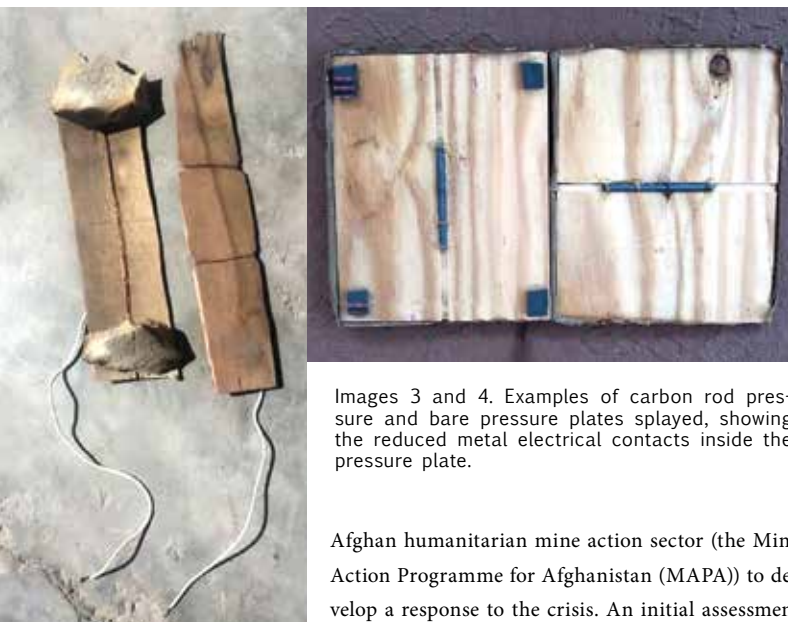 Images 3 and 4. Examples of carbon rod pres-
sure and bare pressure plates splayed, showing
the reduced metal electrical contacts inside the
pressure plate.
Afghan humanitarian mine action sector (the Min
Action Programme for Afghanistan (MAPA)) to de
velop a response to the crisis. An initial assessmen